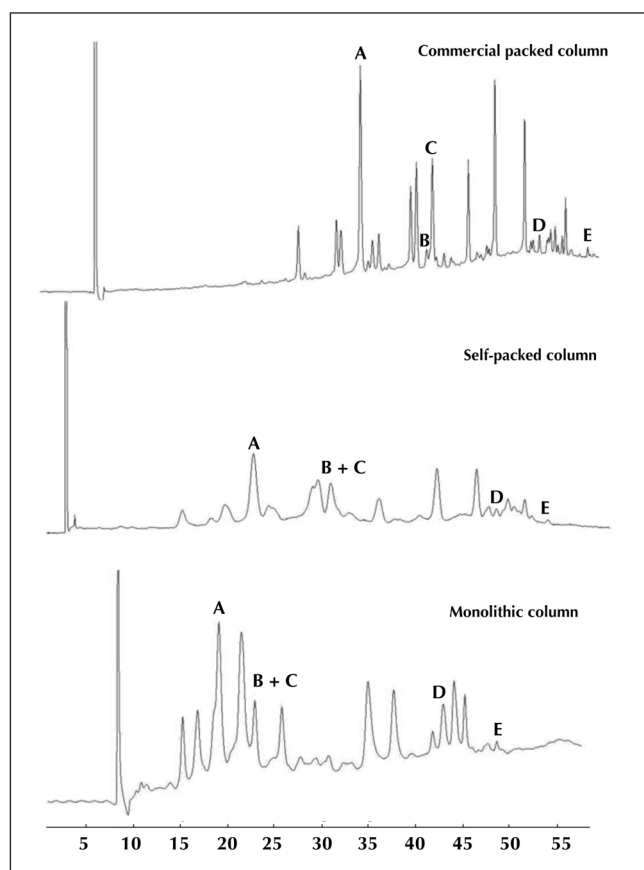 A
Commercial packed column
C
B
D
E
Self-packed column
A
B + C
D
E
Monolithic column
A
B + C
D
E
5 10 15 20 25 30 35 40 45 50 55